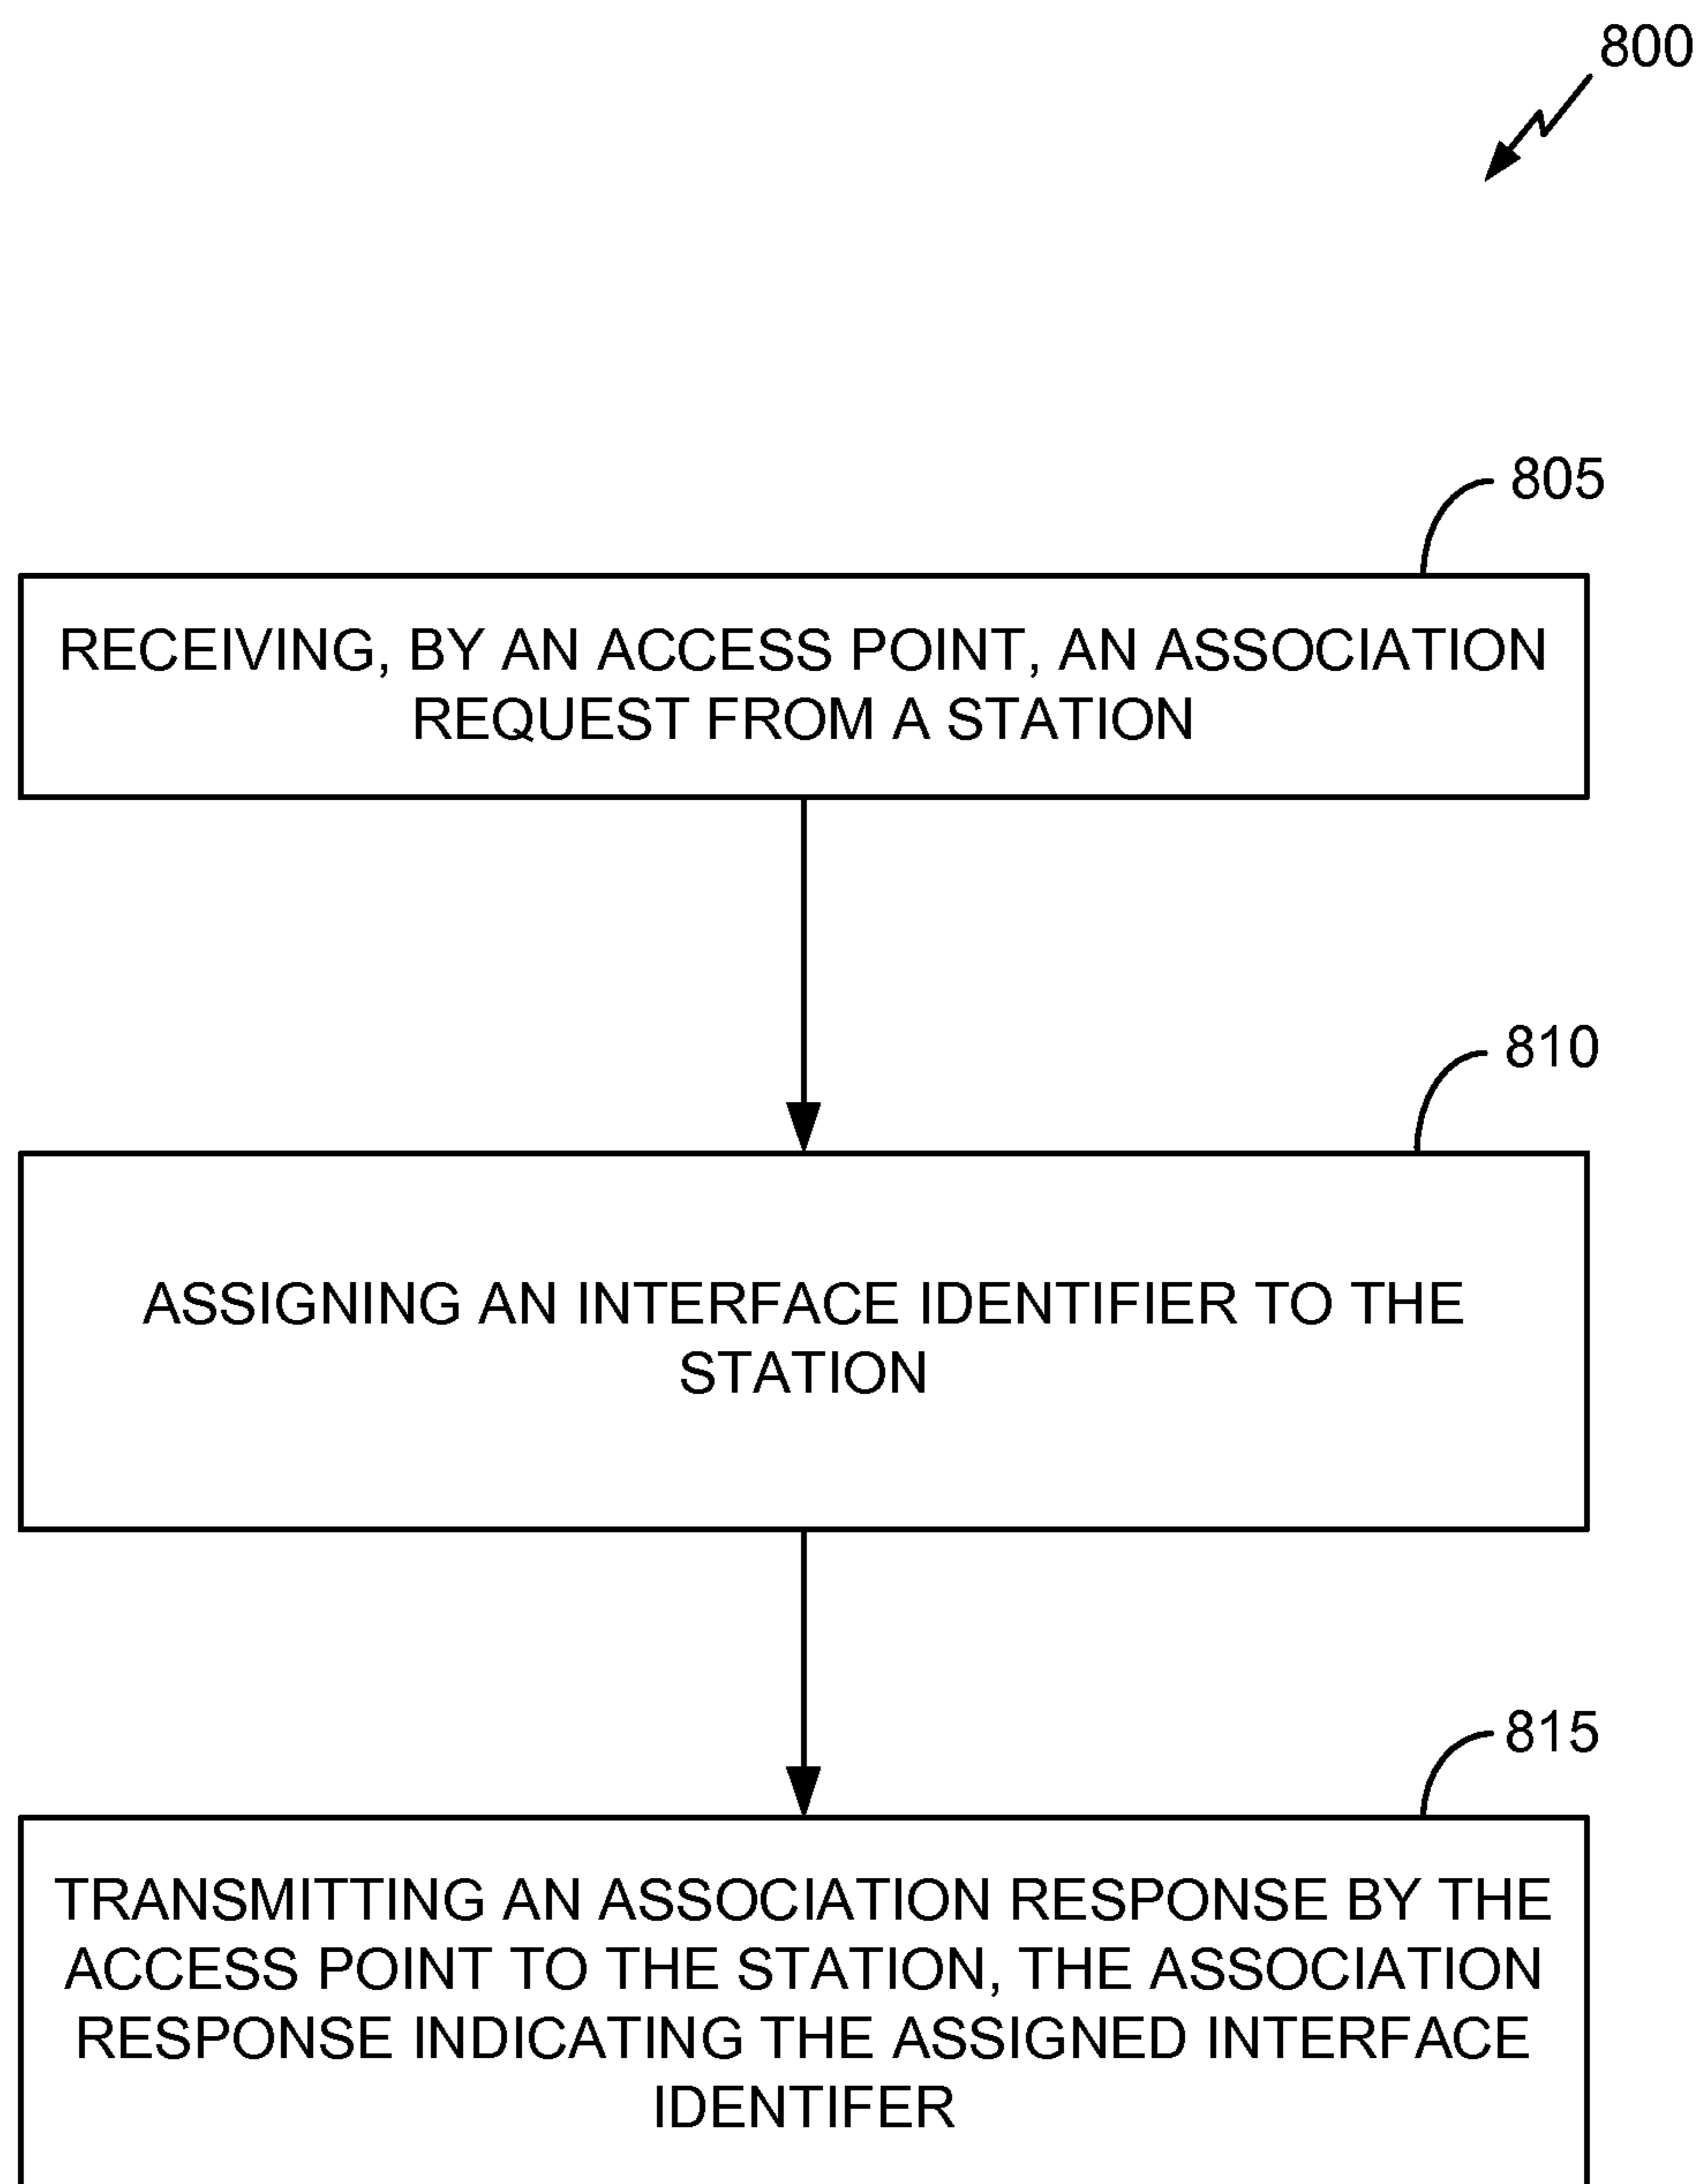 800
805
RECEIVING, BY AN ACCESS POINT, AN ASSOCIATION
REQUEST FROM A STATION
810
ASSIGNING AN INTERFACE IDENTIFIER TO THE
STATION
815
TRANSMITTING AN ASSOCIATION RESPONSE BY THE
ACCESS POINT TO THE STATION, THE ASSOCIATION
RESPONSE INDICATING THE ASSIGNED INTERFACE
IDENTIFER